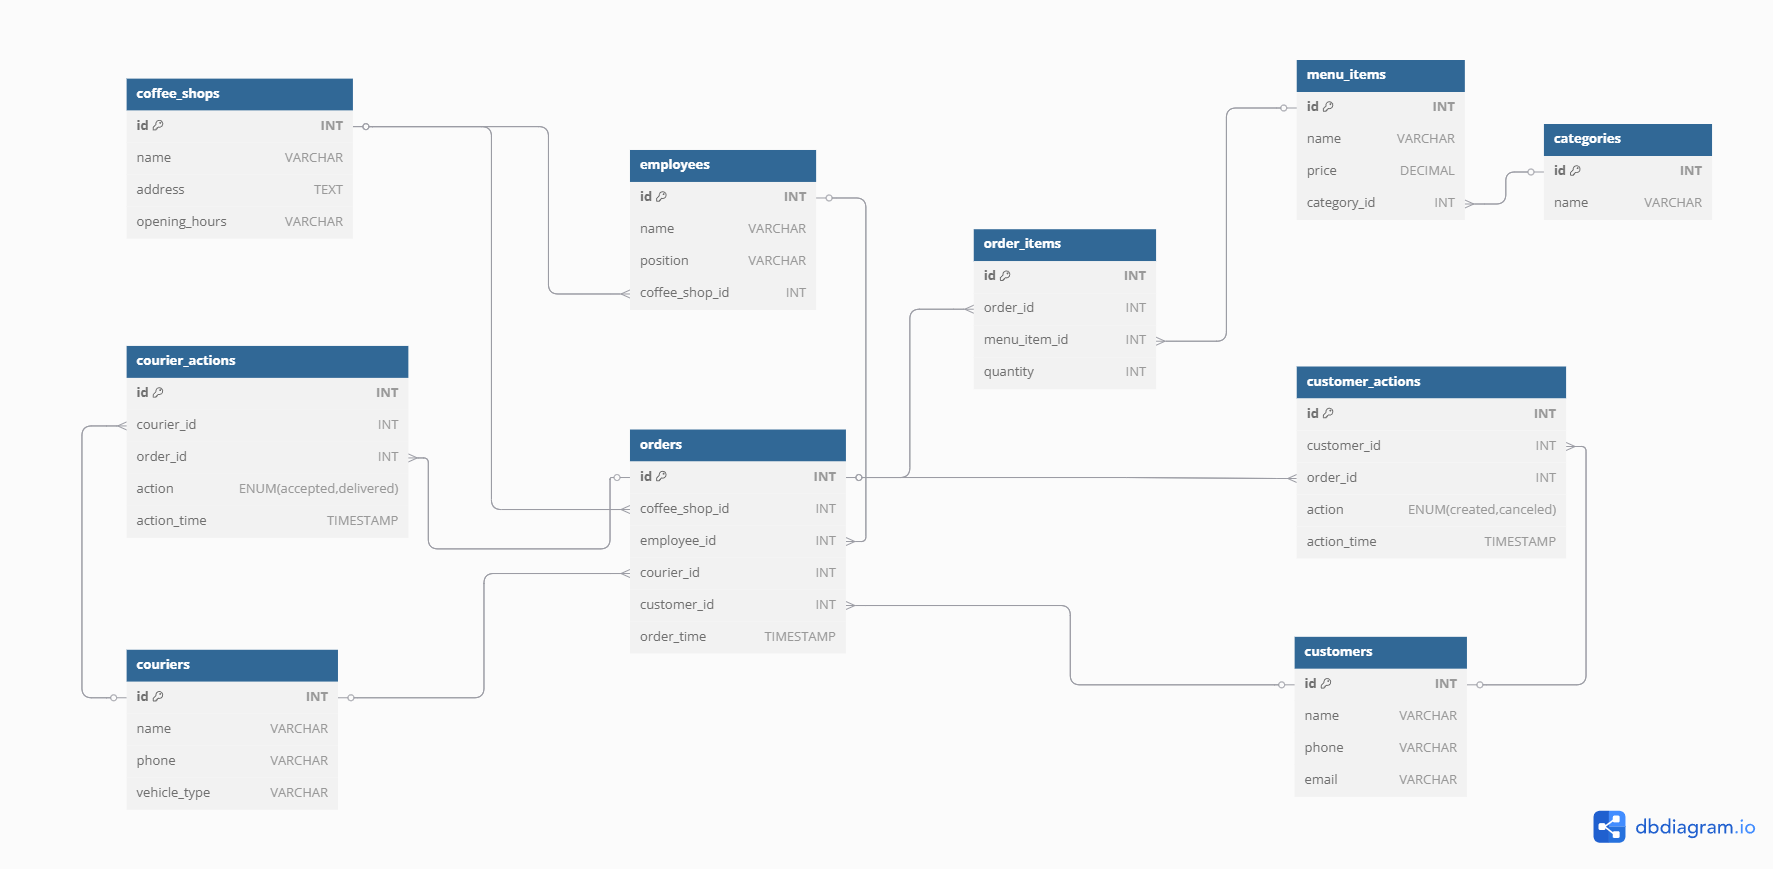 coffee_shops
id INT
name VARCHAR
address TEXT
opening_hours VARCHAR
employees
id INT
name VARCHAR
position VARCHAR
coffee_shop_id INT
menu_items
id INT
name VARCHAR
price DECIMAL
category_id INT
categories
id INT
name VARCHAR
order_items
id INT
order_id INT
menu_item_id INT
quantity INT
courier_actions
id INT
courier_id INT
order_id INT
action ENUM(accepted,delivered)
action_time TIMESTAMP
orders
id INT
coffee_shop_id INT
employee_id INT
courier_id INT
customer_id INT
order_time TIMESTAMP
customer_actions
id INT
customer_id INT
order_id INT
action ENUM(created,canceled)
action_time TIMESTAMP
couriers
id INT
name VARCHAR
phone VARCHAR
vehicle_type VARCHAR
customers
id INT
name VARCHAR
phone VARCHAR
email VARCHAR
dbdiagram.io